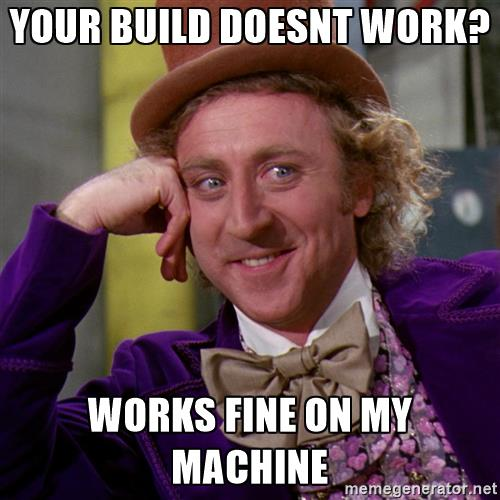 YOUR BUILD DOESNT WORK?
WORKS FINE ON MY
MACHINE
memegenerator.net